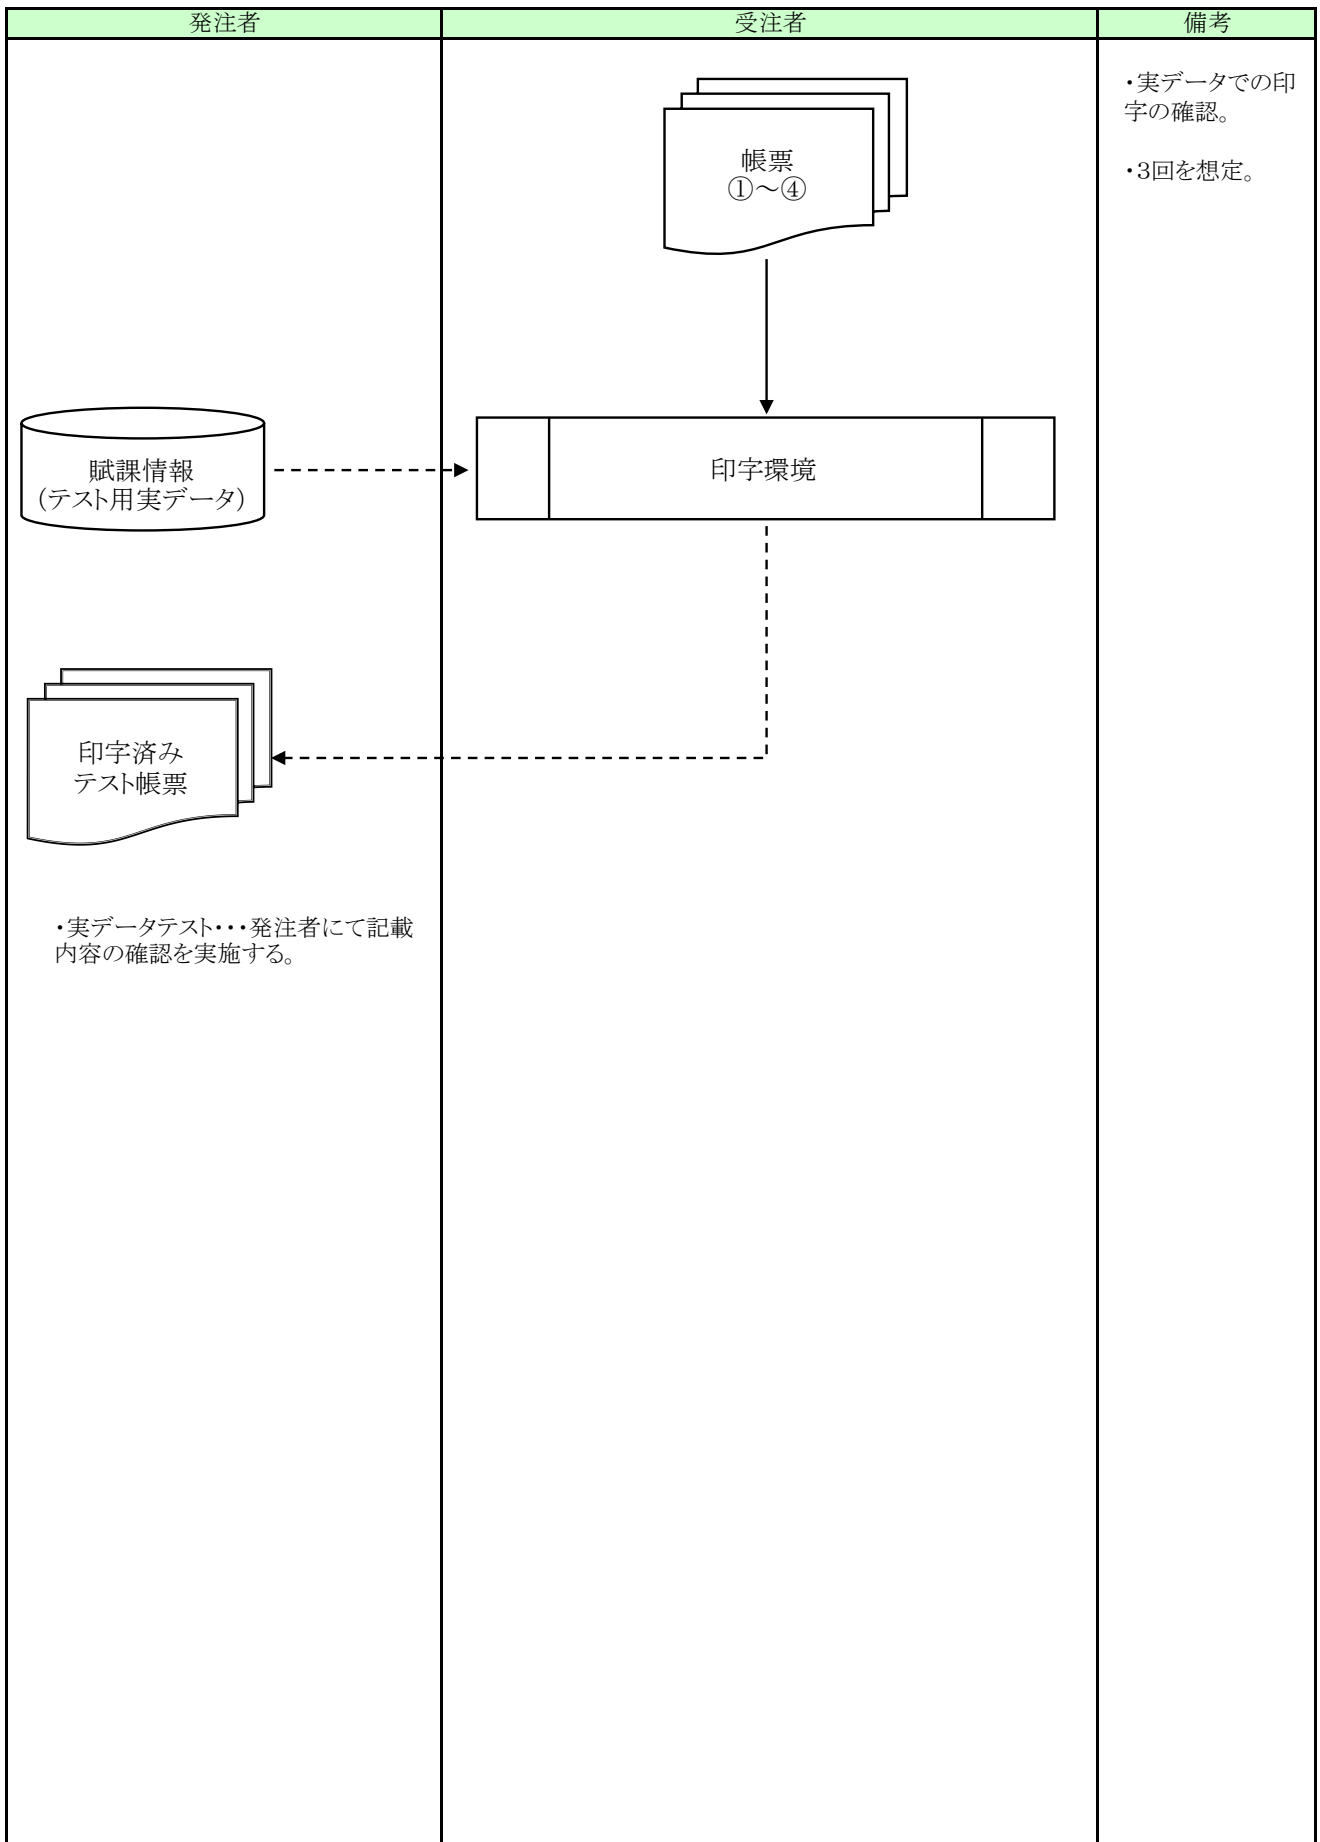 発注者
受注者
備考
・実データでの印
字の確認。
・3回を想定。
帳票
①～④
賦課情報
（テスト用実データ）
印字環境
印字済み
テスト帳票
・実データテスト・・・発注者にて記載
内容の確認を実施する。